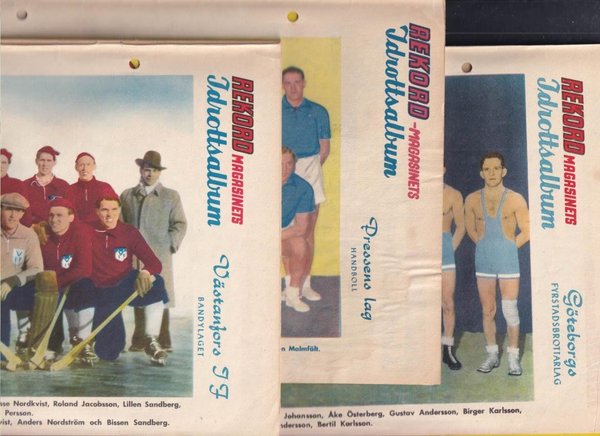 REKORD
MAGASINETS
Idrottsalbum
Västanfors IF
BANDYLAGET
sse Nordkvist, Roland Jacobsson, Lillen Sandberg,
Persson.
vist, Anders Nordström och Bissen Sandberg.
REKORD
-MAGASINETS
Idrottsalbum
Pressens lag
HANDBOLL
n Malmfält.
REKORD
MAGASINETS
Idrottsalbum
Göteborgs
FYRSTADSBROTTARLAG
Johansson, Åke Österberg, Gustav Andersson, Birger Karlsson,
ndersson, Bertil Karlsson.